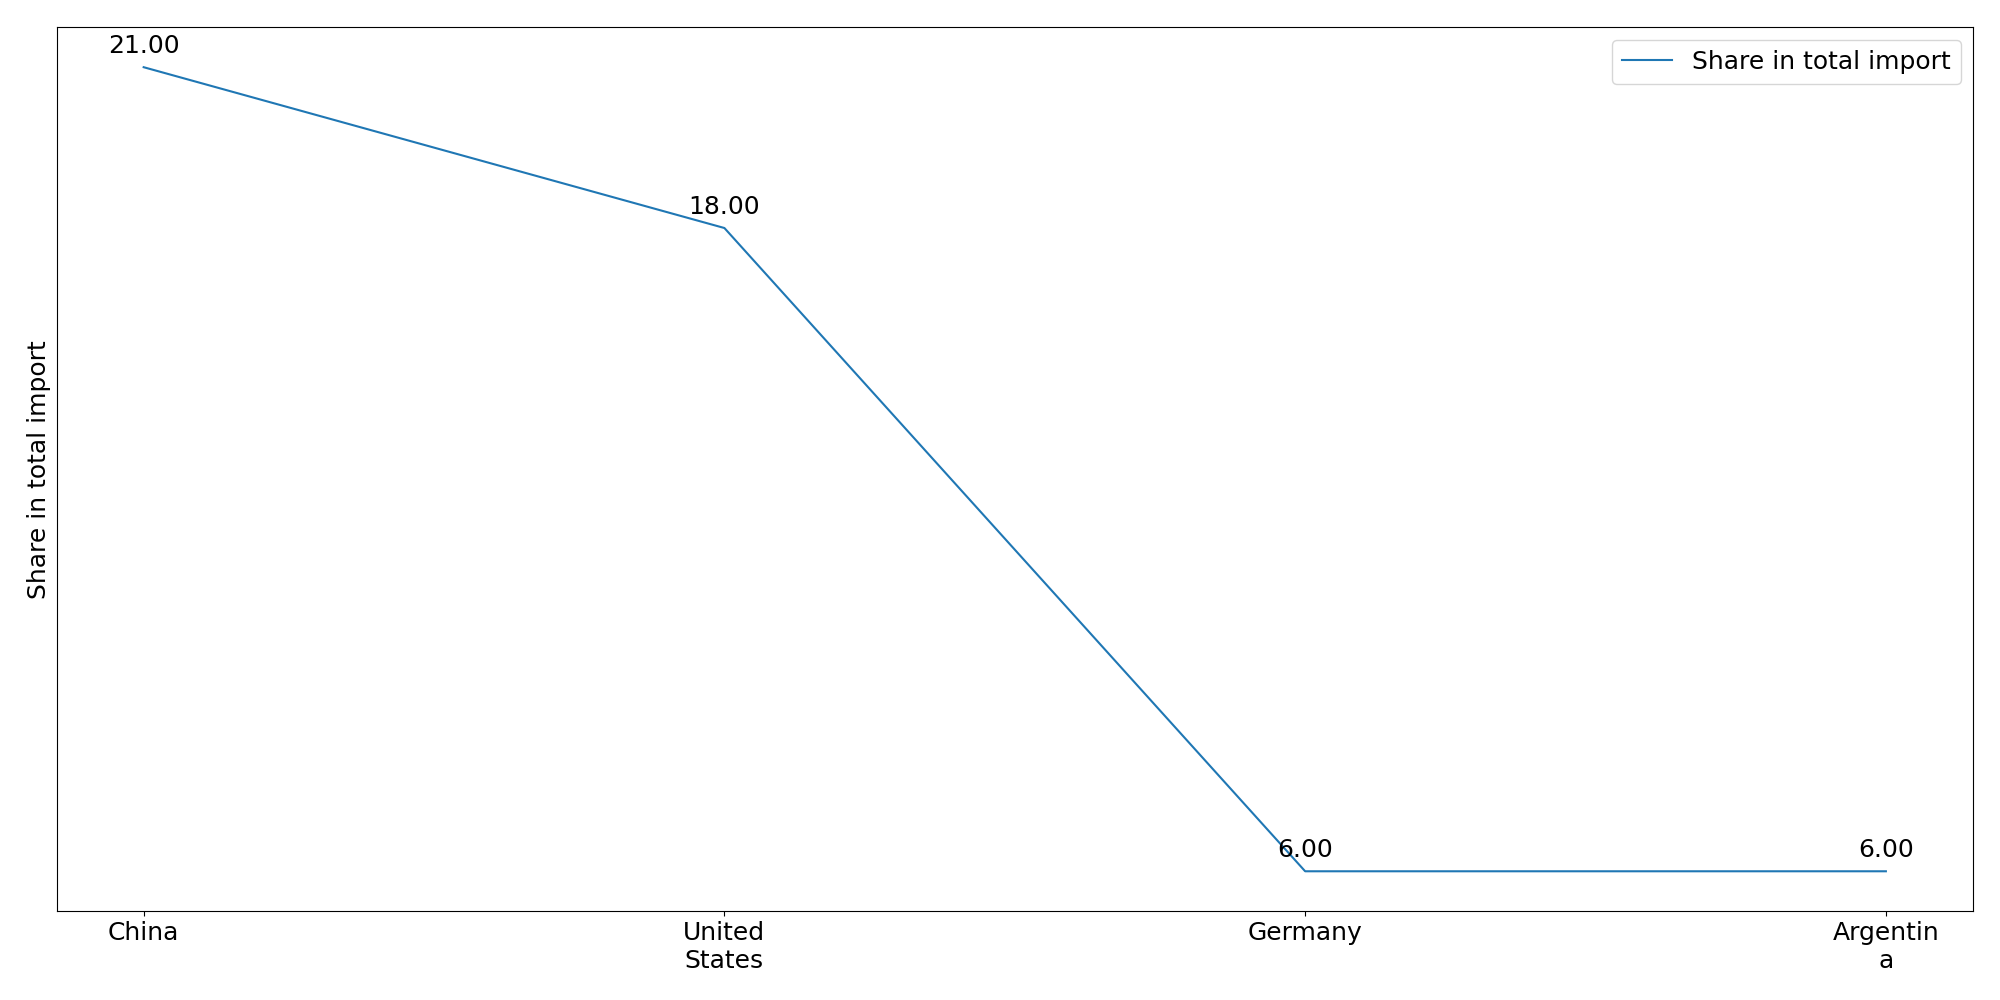 21.00
Share in total import
18.00
Share in total import
6.00
6.00
China
United
States
Germany
Argentin
a